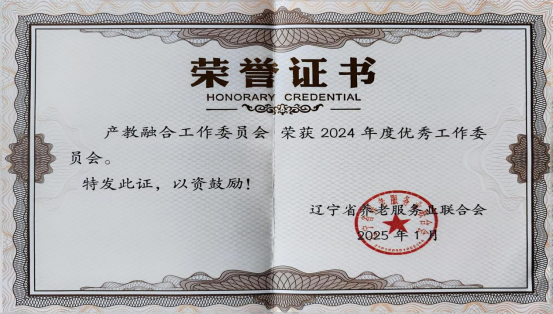 荣誉证书
HONORARY CREDENTIAL
产教融合工作委员会 荣获2024年度优秀工作委
员会。
特发此证，以资鼓励！
辽宁省养老服务业联合会
2025年1月